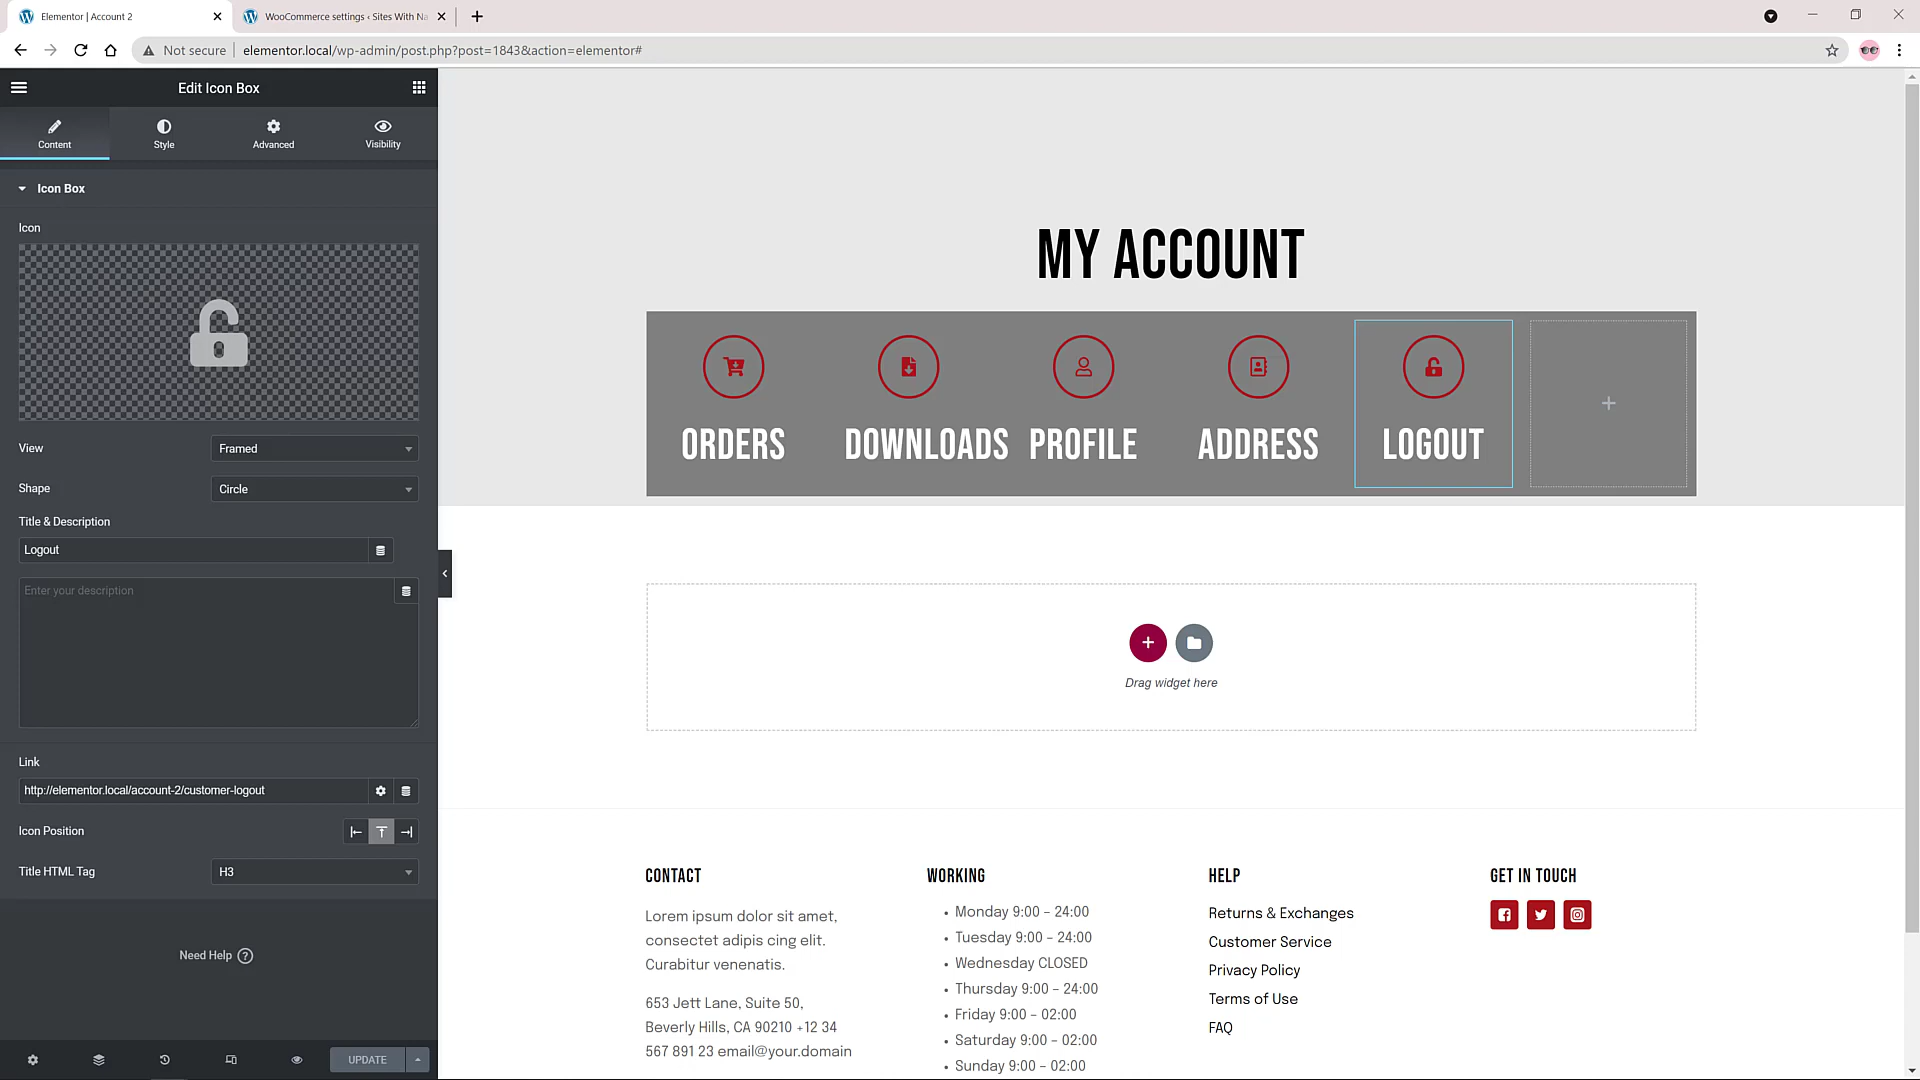 Elementor | Account 2
WooCommerce settings ‹ Sites With Na
Not secure
elementor.local/wp-admin/post.php?post=1843&action=elementor#
Edit Icon Box
Content
Style
Advanced
Visibility
Icon Box
Icon
View
Framed
Shape
Circle
Title & Description
Logout
Enter your description
Link
http://elementor.local/account-2/customer-logout
Icon Position
Title HTML Tag
H3
Need Help
UPDATE
MY ACCOUNT
ORDERS
DOWNLOADS
PROFILE
ADDRESS
LOGOUT
Drag widget here
CONTACT
Lorem ipsum dolor sit amet,
consectet adipis cing elit.
Curabitur venenatis.
653 Jett Lane, Suite 50,
Beverly Hills, CA 90210 +12 34
567 891 23 email@your.domain
WORKING
• Monday 9:00 – 24:00
• Tuesday 9:00 – 24:00
• Wednesday CLOSED
• Thursday 9:00 – 24:00
• Friday 9:00 – 02:00
• Saturday 9:00 – 02:00
• Sunday 9:00 – 02:00
HELP
Returns & Exchanges
Customer Service
Privacy Policy
Terms of Use
FAQ
GET IN TOUCH